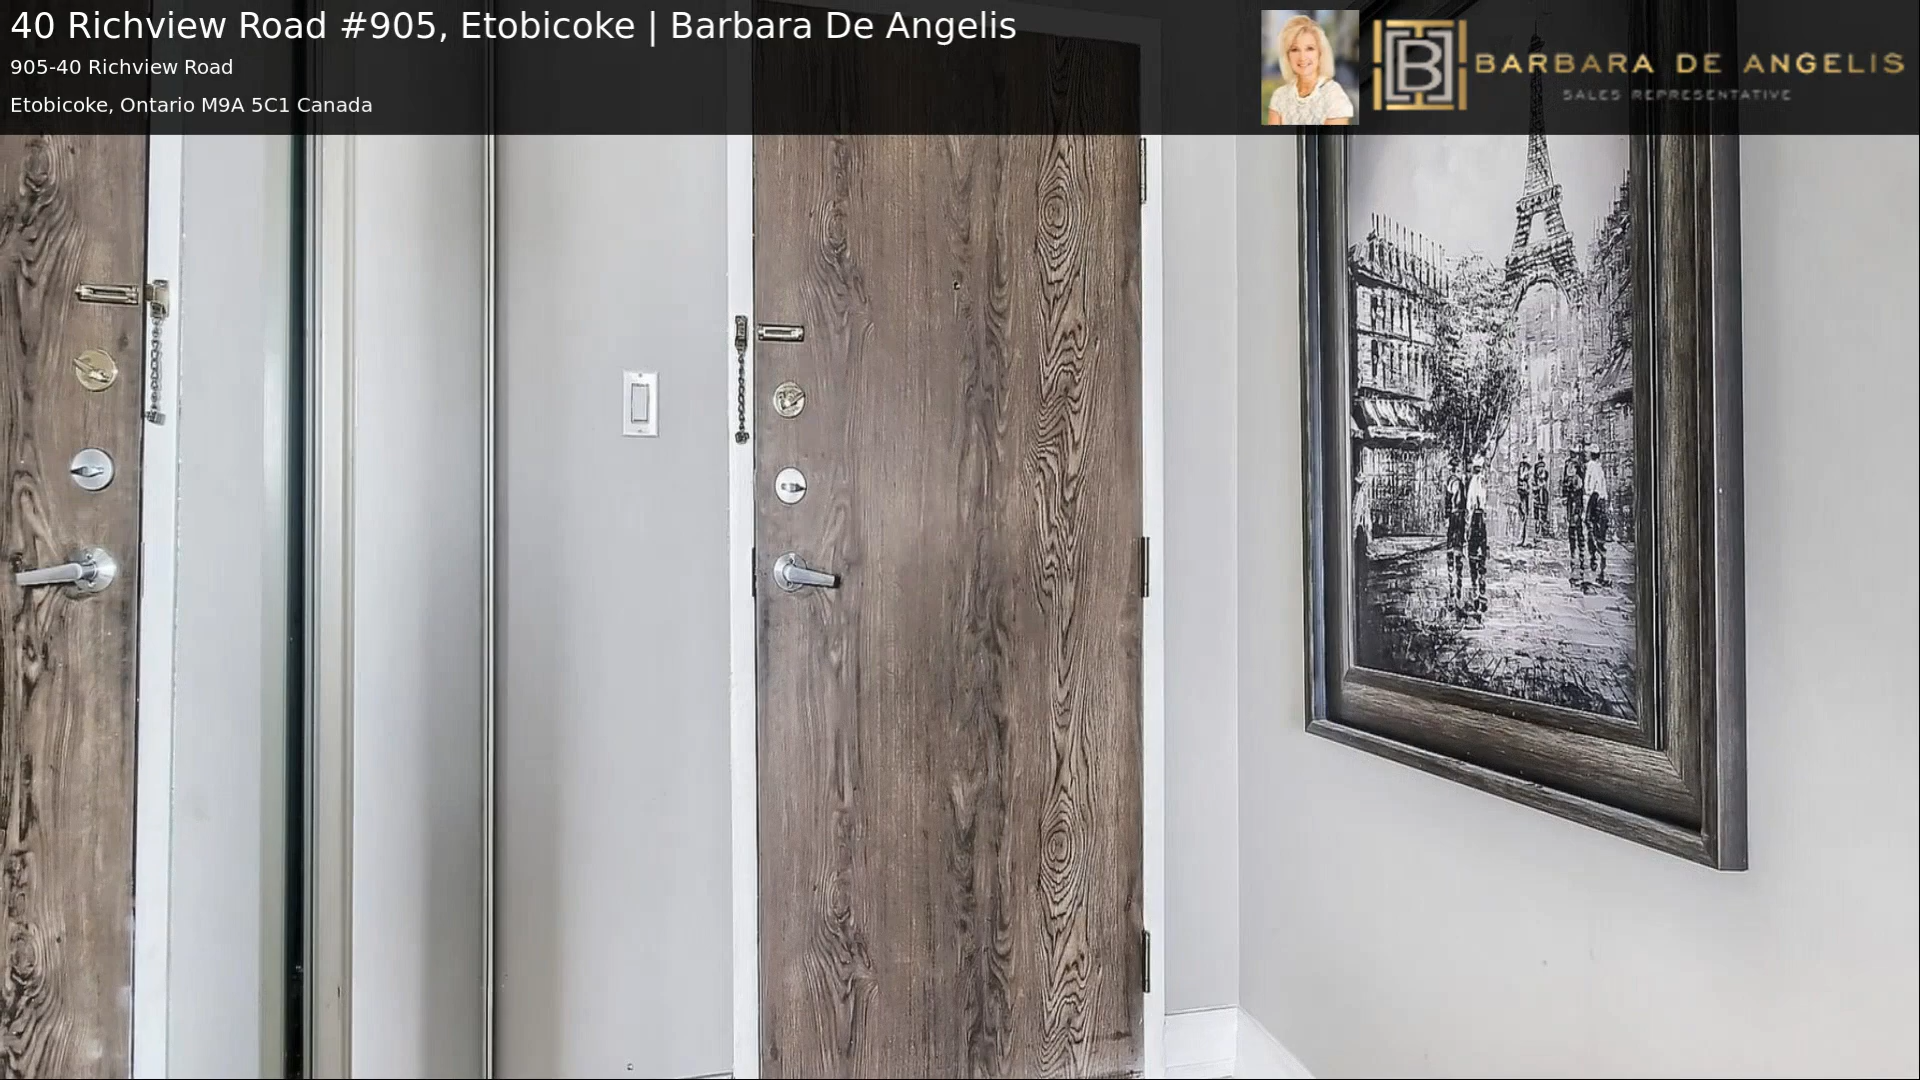 40 Richview Road #905, Etobicoke | Barbara De Angelis
905-40 Richview Road
Etobicoke, Ontario M9A 5C1 Canada
B
BARBARA DE ANGELIS
SALES REPRESENTATIVE